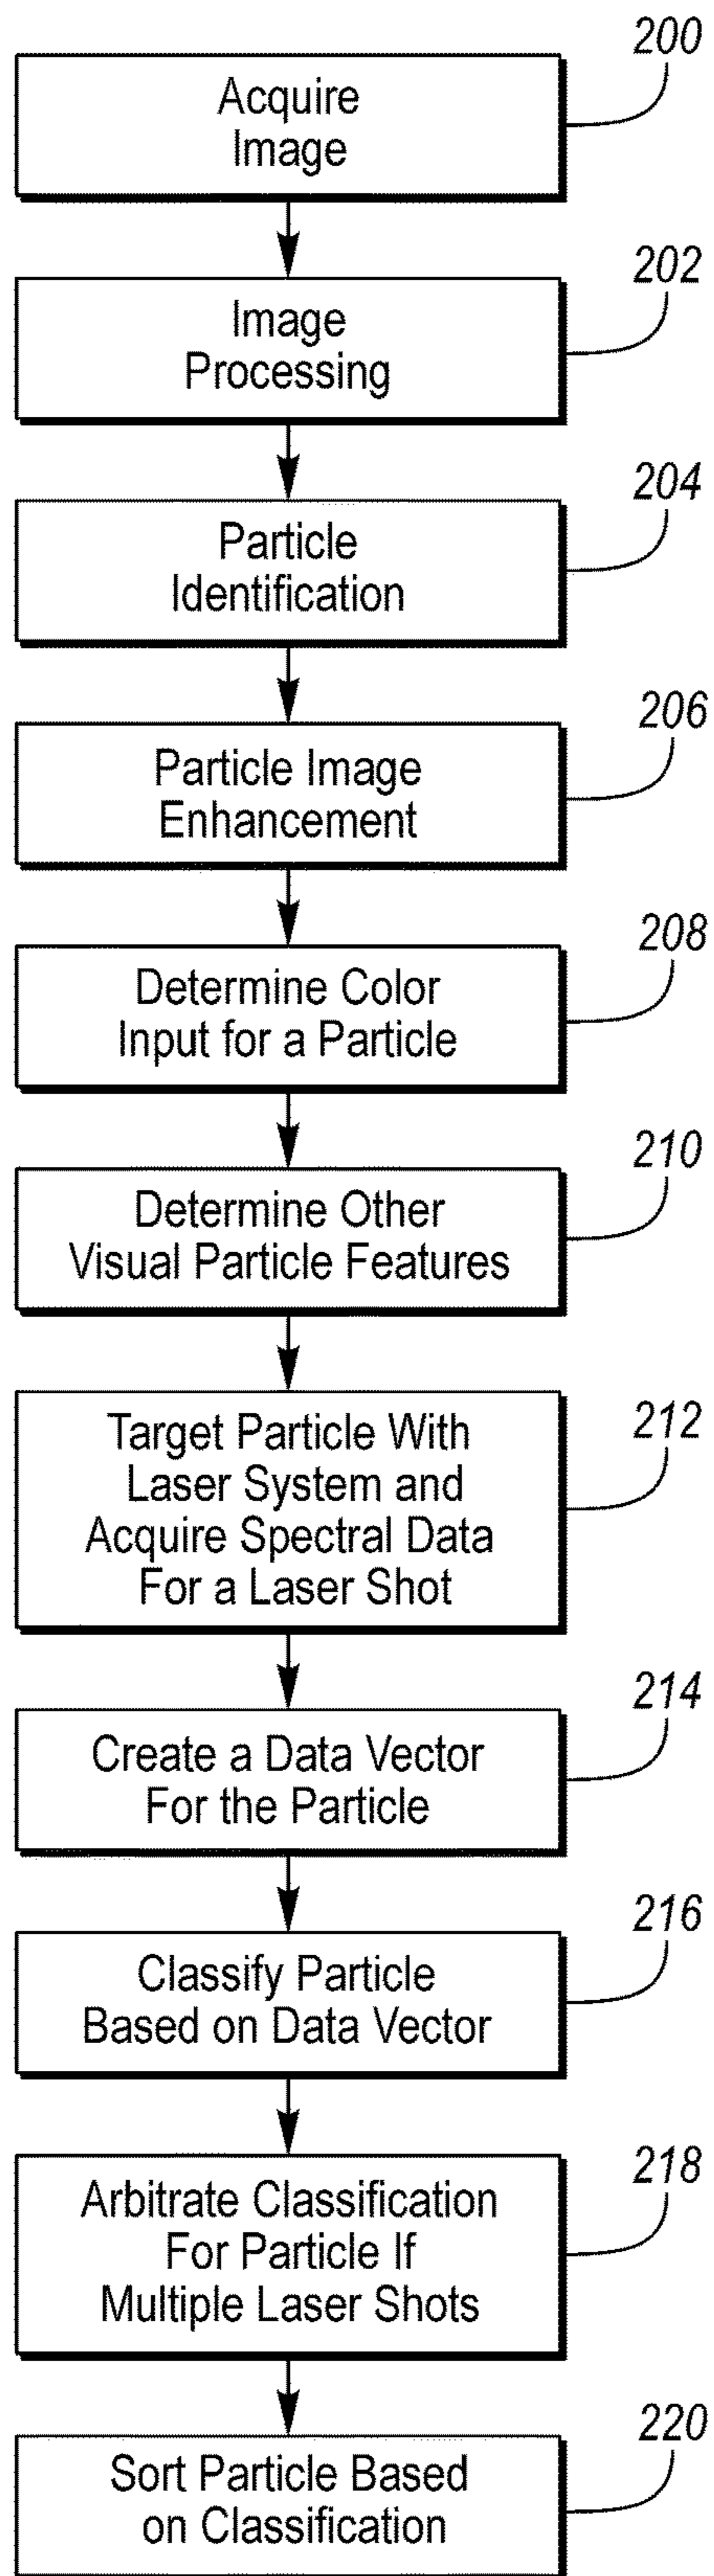 200
Acquire
Image
202
Image
Processing
204
Particle
Identification
206
Particle Image
Enhancement
208
Determine Color
Input for a Particle
210
Determine Other
Visual Particle Features
212
Target Particle With
Laser System and
Acquire Spectral Data
For a Laser Shot
214
Create a Data Vector
For the Particle
216
Classify Particle
Based on Data Vector
218
Arbitrate Classification
For Particle If
Multiple Laser Shots
220
Sort Particle Based
on Classification